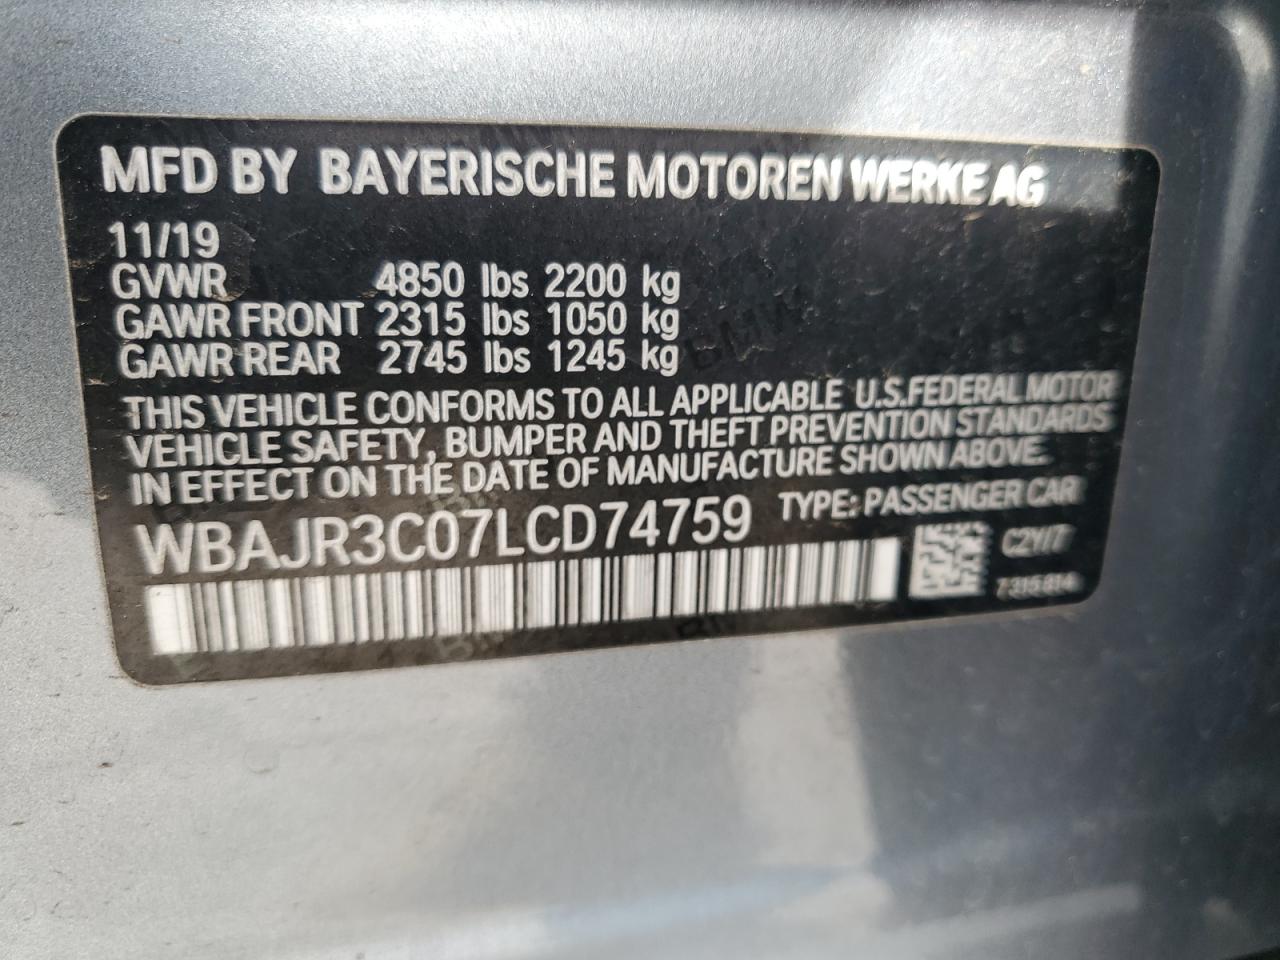 MFD BY BAYERISCHE MOTOREN WERKE AG
11/19
GVWR 4850 lbs 2200 kg
GAWR FRONT 2315 lbs 1050 kg
GAWR REAR 2745 lbs 1245 kg
THIS VEHICLE CONFORMS TO ALL APPLICABLE U.S.FEDERAL MOTOR
VEHICLE SAFETY, BUMPER AND THEFT PREVENTION STANDARDS
IN EFFECT ON THE DATE OF MANUFACTURE SHOWN ABOVE.
WBAJR3C07LCD74759 TYPE: PASSENGER CAR
C2Y/7
7315814
BMW